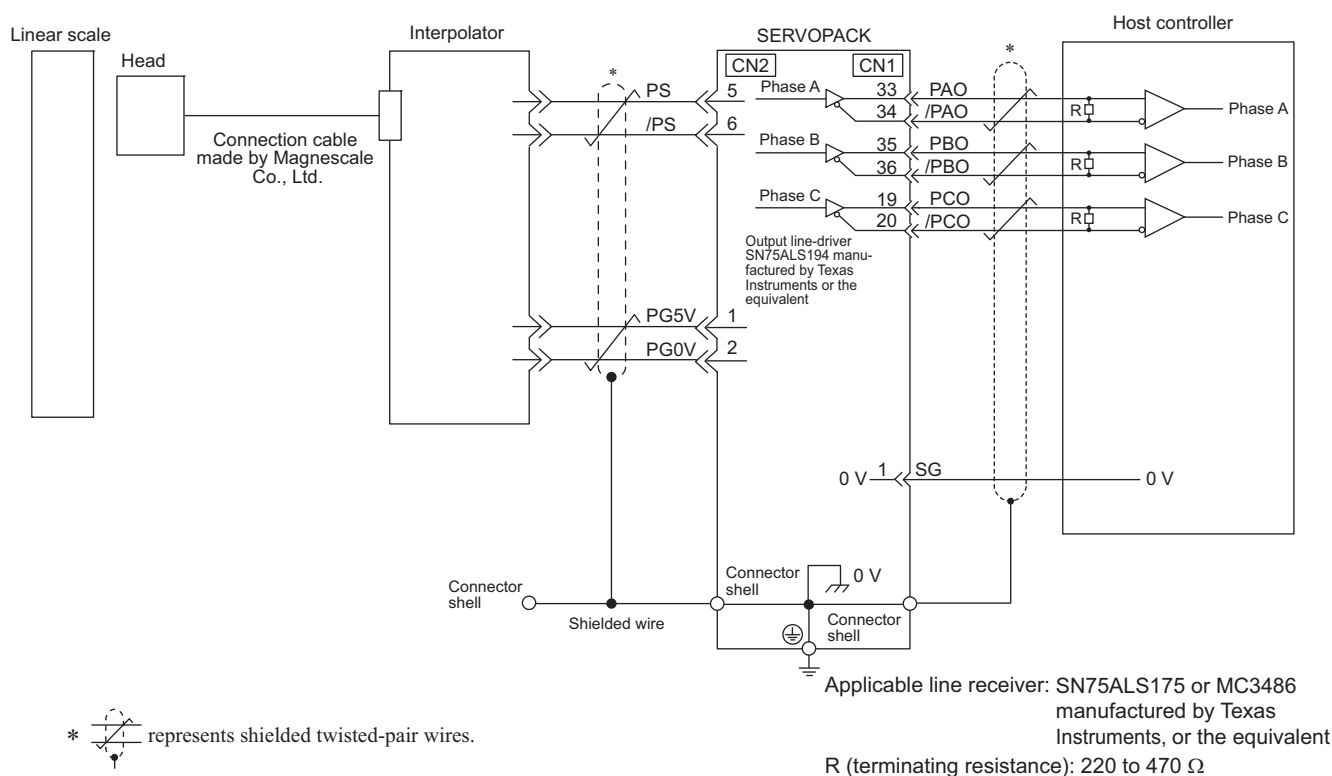 Linear scale
Head
Connection cable
made by Magnescale
Co., Ltd.
Interpolator
*
PS
/PS
PG5V
PG0V
SERVOPACK
CN2
CN1
5
6
1
2
Phase A
33
PAO
34
/PAO
Phase B
35
PBO
36
/PBO
Phase C
19
PCO
20
/PCO
Output line-driver
SN75ALS194 manu-
factured by Texas
Instruments or the
equivalent
*
Host controller
R
Phase A
R
Phase B
R
Phase C
0 V
1
SG
0 V
Connector
shell
Shielded wire
Connector
shell
0 V
Connector
shell
Applicable line receiver: SN75ALS175 or MC3486
manufactured by Texas
Instruments, or the equivalent
R (terminating resistance): 220 to 470 Ω
* represents shielded twisted-pair wires.